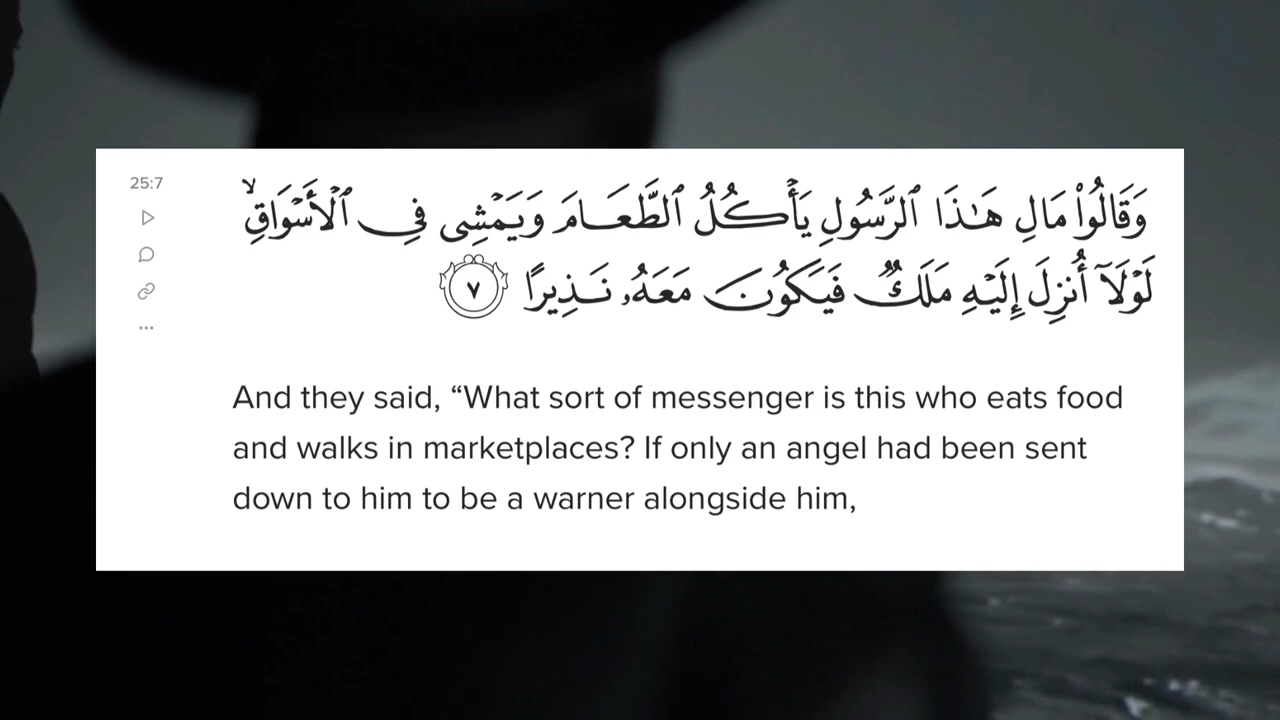 25:7
وَقَالُوا۟ مَالِ هَـٰذَا ٱلرَّسُولِ يَأْكُلُ ٱلطَّعَامَ وَيَمْشِى فِى ٱلْأَسْوَاقِ ۙ
لَوْلَآ أُنزِلَ إِلَيْهِ مَلَكٌۭ فَيَكُونَ مَعَهُۥ نَذِيرًا ٧
And they said, “What sort of messenger is this who eats food
and walks in marketplaces? If only an angel had been sent
down to him to be a warner alongside him,